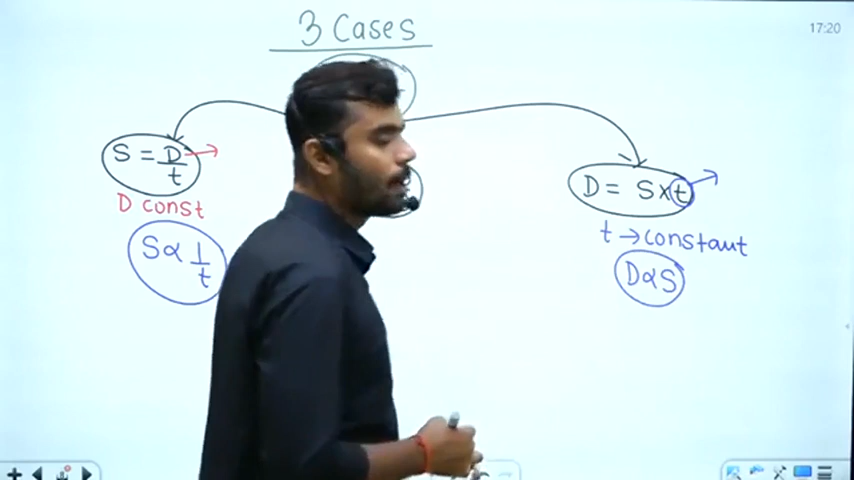 3 Cases
17:20
S = D/t
D const
S ∝ 1/t
D = S × t
t → constant
D ∝ S